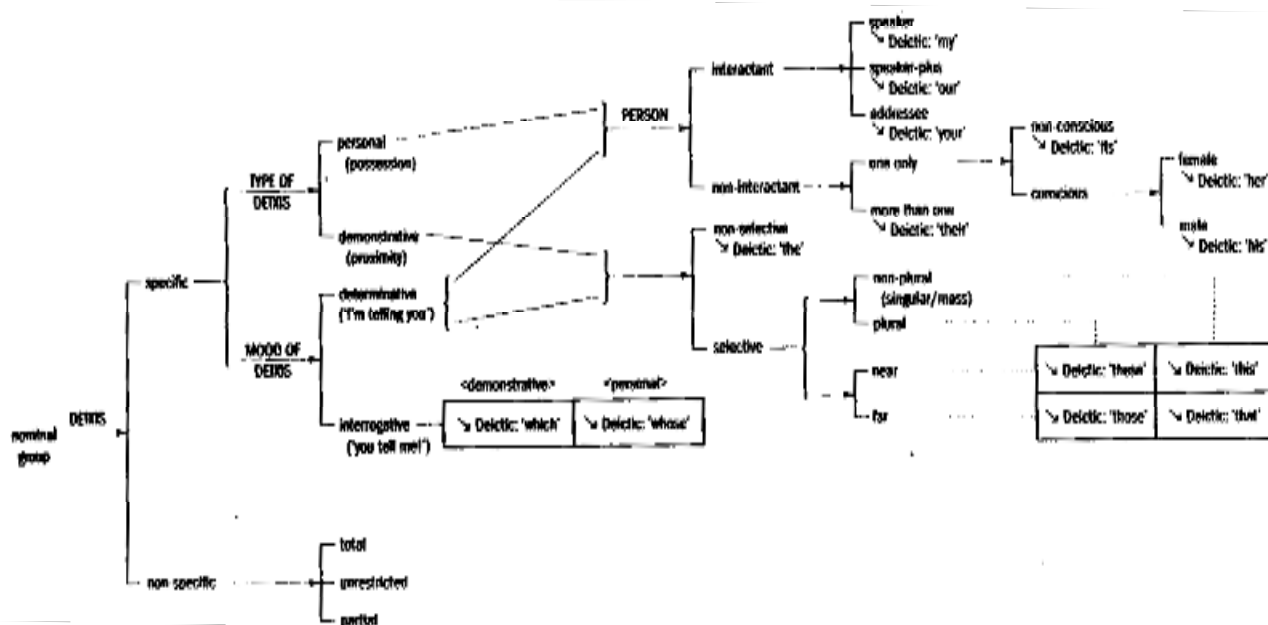 speaker
↘ Deictic: 'my'
interactant
speaker-plus
↘ Deictic: 'our'
PERSON
addressee
↘ Deictic: 'your'
non-conscious
↘ Deictic: 'its'
personal
(possession)
one only
female
↘ Deictic: 'her'
TYPE OF
DEIXIS
non-interactant
conscious
more than one
↘ Deictic: 'their'
male
↘ Deictic: 'his'
demonstrative
(proximity)
non-selective
↘ Deictic: 'the'
specific
determinative
('I'm telling you')
non-plural
(singular/mass)
plural
MOOD OF
DEIXIS
selective
near
↘ Deictic: 'these'
↘ Deictic: 'this'
<demonstrative>
<personal>
far
↘ Deictic: 'those'
↘ Deictic: 'that'
DEIXIS
interrogative
('you tell me!')
↘ Deictic: 'which'
↘ Deictic: 'whose'
nominal
group
total
non-specific
unrestricted
partial